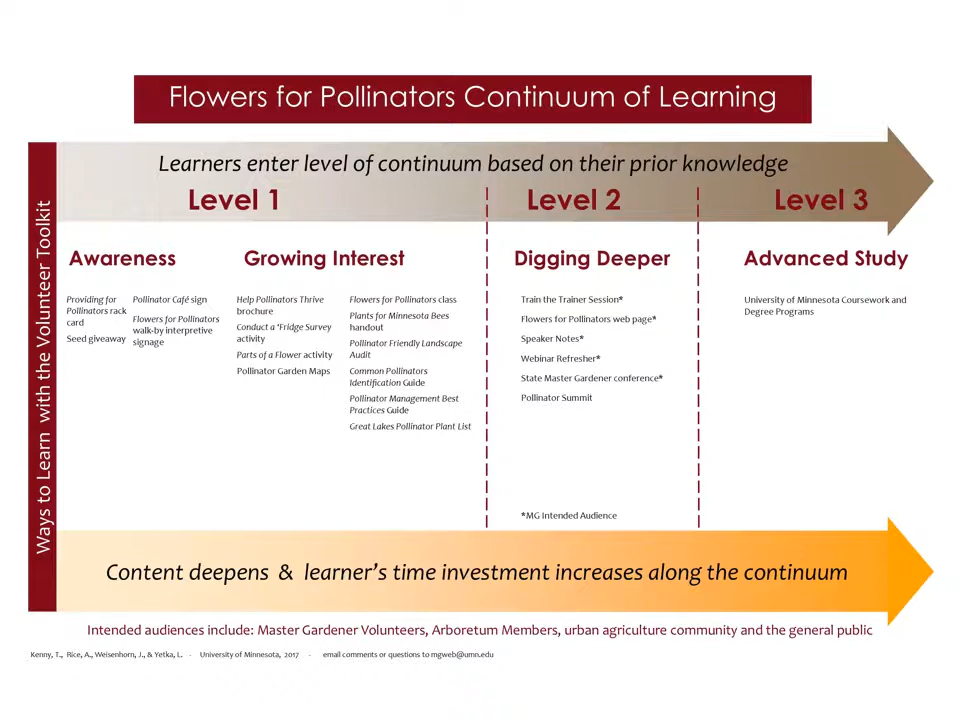 Flowers for Pollinators Continuum of Learning
Learners enter level of continuum based on their prior knowledge
Level 1
Level 2
Level 3
Ways to Learn with the Volunteer Toolkit
Awareness
Providing for
Pollinators rack
card
Seed giveaway
Pollinator Café sign
Flowers for Pollinators
walk-by interpretive
signage
Growing Interest
Help Pollinators Thrive
brochure
Conduct a ‘Fridge Survey
activity
Parts of a Flower activity
Pollinator Garden Maps
Flowers for Pollinators class
Plants for Minnesota Bees
handout
Pollinator Friendly Landscape
Audit
Common Pollinators
Identification Guide
Pollinator Management Best
Practices Guide
Great Lakes Pollinator Plant List
Digging Deeper
Train the Trainer Session*
Flowers for Pollinators web page*
Speaker Notes*
Webinar Refresher*
State Master Gardener conference*
Pollinator Summit
*MG Intended Audience
Advanced Study
University of Minnesota Coursework and
Degree Programs
Content deepens & learner’s time investment increases along the continuum
Intended audiences include: Master Gardener Volunteers, Arboretum Members, urban agriculture community and the general public
Kenny, T., Rice, A., Weisenhorn, J., & Yetka, L. - University of Minnesota, 2017 - email comments or questions to mgweb@umn.edu